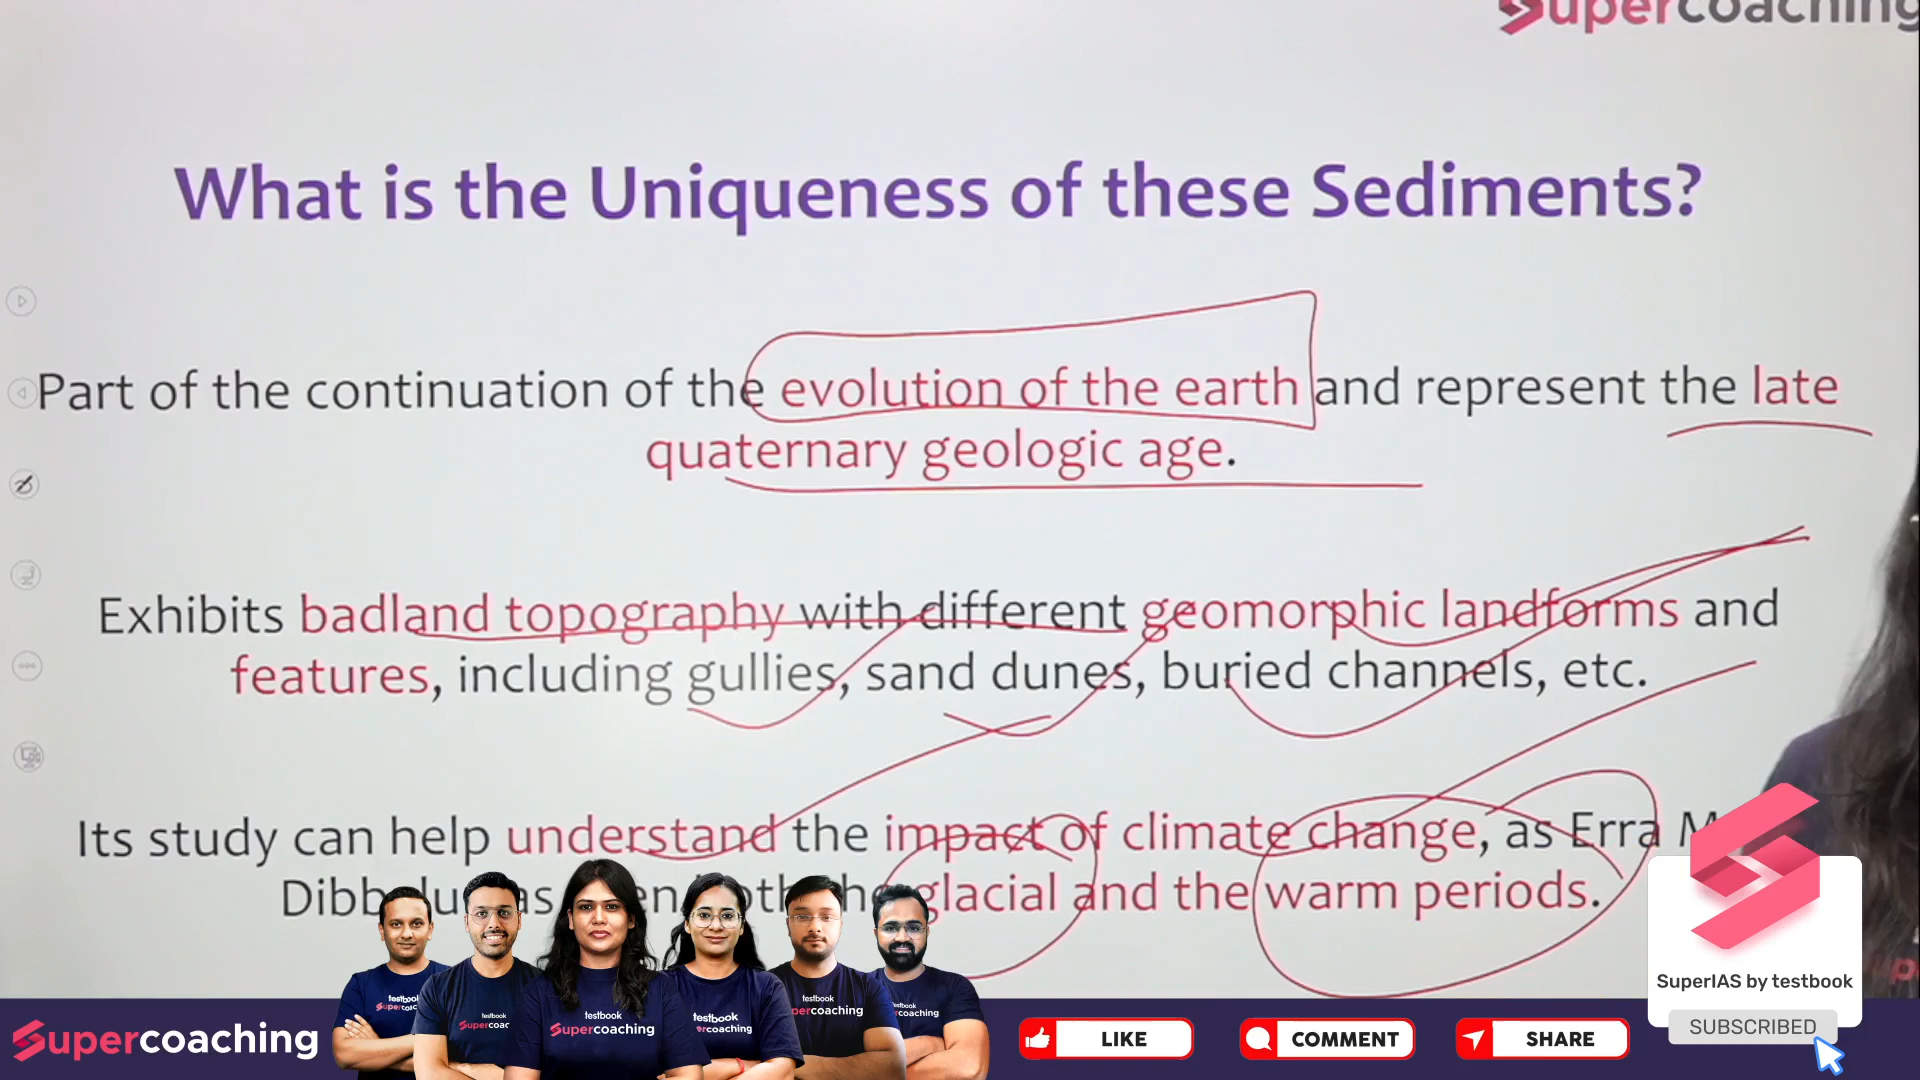 Supercoaching
What is the Uniqueness of these Sediments?
Part of the continuation of the evolution of the earth and represent the late
quaternary geologic age.
Exhibits badland topography with different geomorphic landforms and
features, including gullies, sand dunes, buried channels, etc.
Its study can help understand the impact of climate change, as Erra
glacial and the warm periods.
SuperIAS by testbook
SUBSCRIBED
Supercoaching
testbook
testbook
testbook
Supercoaching
testbook
testbook
LIKE
COMMENT
SHARE